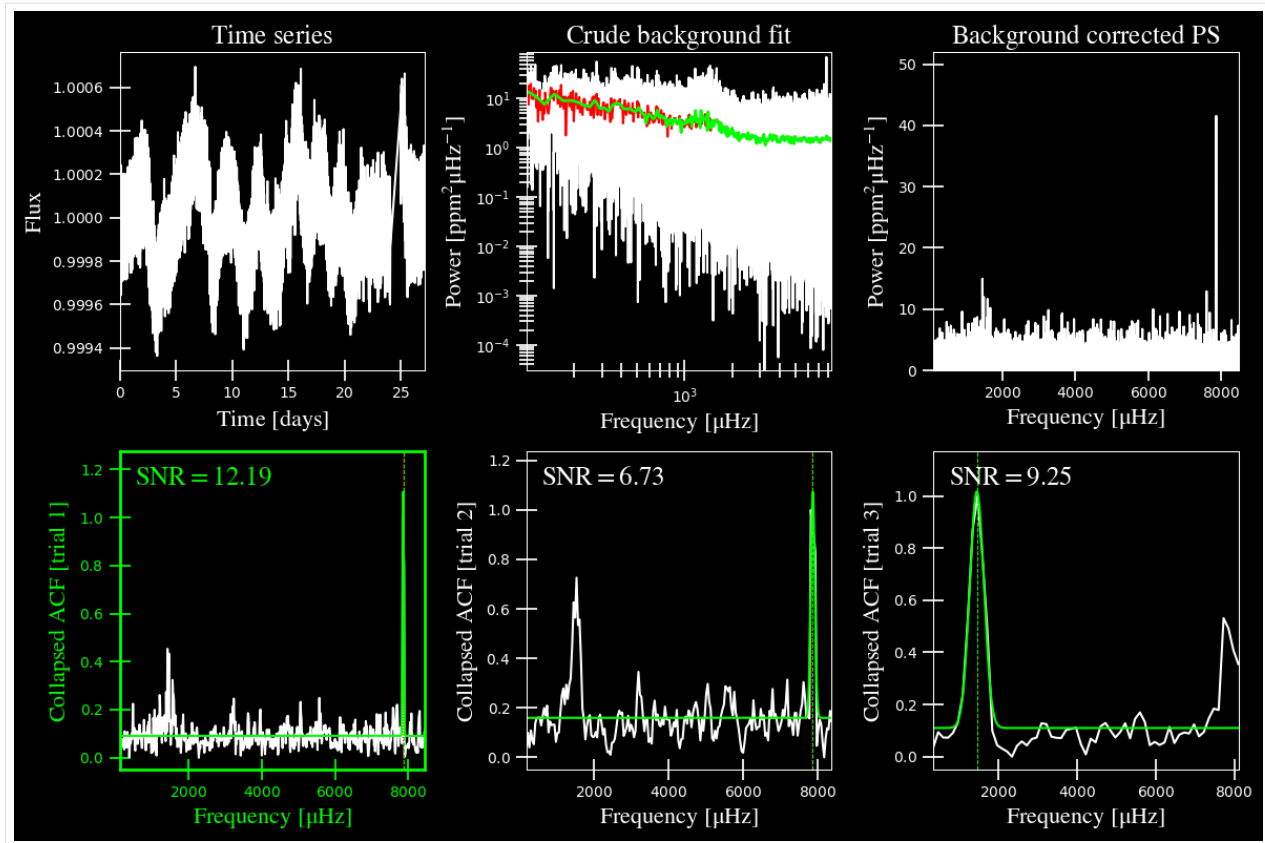 Time series
1.0006
1.0004
1.0002
1.0000
0.9998
0.9996
0.9994
Flux
0 5 10 15 20 25
Time [days]
Crude background fit
10¹
10⁰
10⁻¹
10⁻²
10⁻³
10⁻⁴
Power [ppm²μHz⁻¹]
10³
Frequency [μHz]
Background corrected PS
50
40
30
20
10
0
Power [ppm²μHz⁻¹]
2000 4000 6000 8000
Frequency [μHz]
SNR = 12.19
1.2
1.0
0.8
0.6
0.4
0.2
0.0
Collapsed ACF [trial 1]
2000 4000 6000 8000
Frequency [μHz]
SNR = 6.73
1.2
1.0
0.8
0.6
0.4
0.2
0.0
Collapsed ACF [trial 2]
2000 4000 6000 8000
Frequency [μHz]
SNR = 9.25
1.0
0.8
0.6
0.4
0.2
0.0
Collapsed ACF [trial 3]
2000 4000 6000 8000
Frequency [μHz]